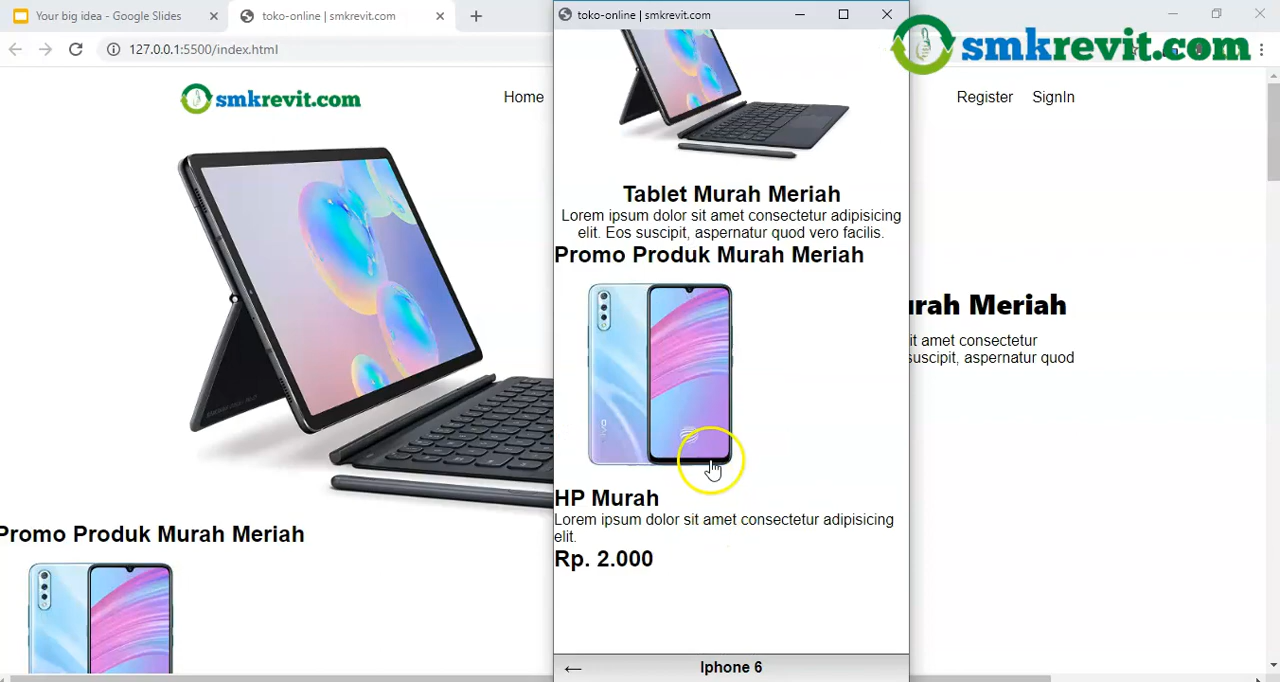 Your big idea - Google Slides
toko-online | smkrevit.com
127.0.0.1:5500/index.html
smkrevit.com
Home
Register
SignIn
urah Meriah
it amet consectetur
suscipit, aspernatur quod
Promo Produk Murah Meriah
toko-online | smkrevit.com
Tablet Murah Meriah
Lorem ipsum dolor sit amet consectetur adipisicing
elit. Eos suscipit, aspernatur quod vero facilis.
Promo Produk Murah Meriah
vivo
HP Murah
Lorem ipsum dolor sit amet consectetur adipisicing
elit.
Rp. 2.000
Iphone 6
smkrevit.com